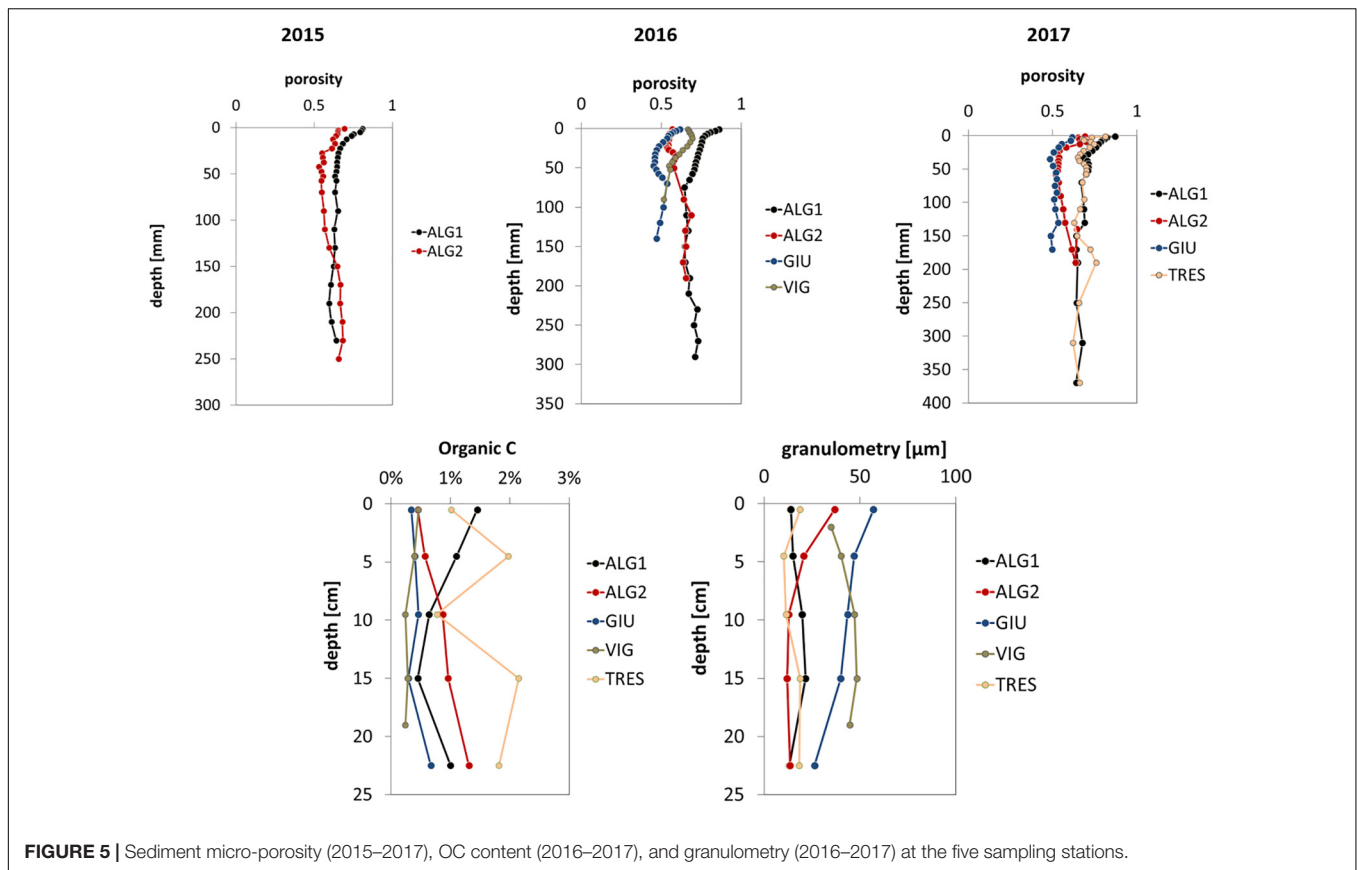 2015
2016
2017
porosity
0 0.5 1
depth [mm]
0
50
100
150
200
250
300
ALG1
ALG2
porosity
0 0.5 1
depth [mm]
0
50
100
150
200
250
300
350
ALG1
ALG2
GIU
VIG
porosity
0 0.5 1
depth [mm]
0
50
100
150
200
250
300
350
400
ALG1
ALG2
GIU
TRES
Organic C
0% 1% 2% 3%
depth [cm]
0
5
10
15
20
25
ALG1
ALG2
GIU
VIG
TRES
granulometry [µm]
0 50 100
depth [cm]
0
5
10
15
20
25
ALG1
ALG2
GIU
VIG
TRES
FIGURE 5 | Sediment micro-porosity (2015–2017), OC content (2016–2017), and granulometry (2016–2017) at the five sampling stations.